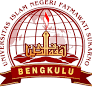 UNIVERSITAS ISLAM NEGERI FATMAWATI SUKARNO
BENGKULU